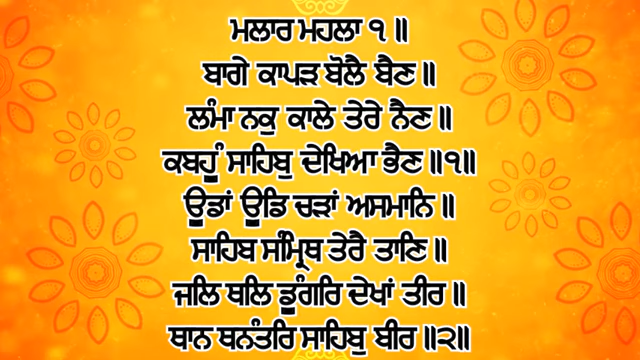 ਮਲਾਰ ਮਹਲਾ ੧ ॥
ਬਾਗੇ ਕਾਪੜ ਬੋਲੈ ਬੈਣ ॥
ਲੰਮਾ ਨਕੁ ਕਾਲੇ ਤੇਰੇ ਨੈਣ ॥
ਕਬਹੂੰ ਸਾਹਿਬੁ ਦੇਖਿਆ ਭੈਣ ॥੧॥
ਊਡਾਂ ਊਡਿ ਚੜਾਂ ਅਸਮਾਨਿ ॥
ਸਾਹਿਬ ਸੰਮ੍ਰਿਥ ਤੇਰੈ ਤਾਣਿ ॥
ਜਲਿ ਥਲਿ ਡੂੰਗਰਿ ਦੇਖਾਂ ਤੀਰ ॥
ਥਾਨ ਥਨੰਤਰਿ ਸਾਹਿਬੁ ਬੀਰ ॥੨॥